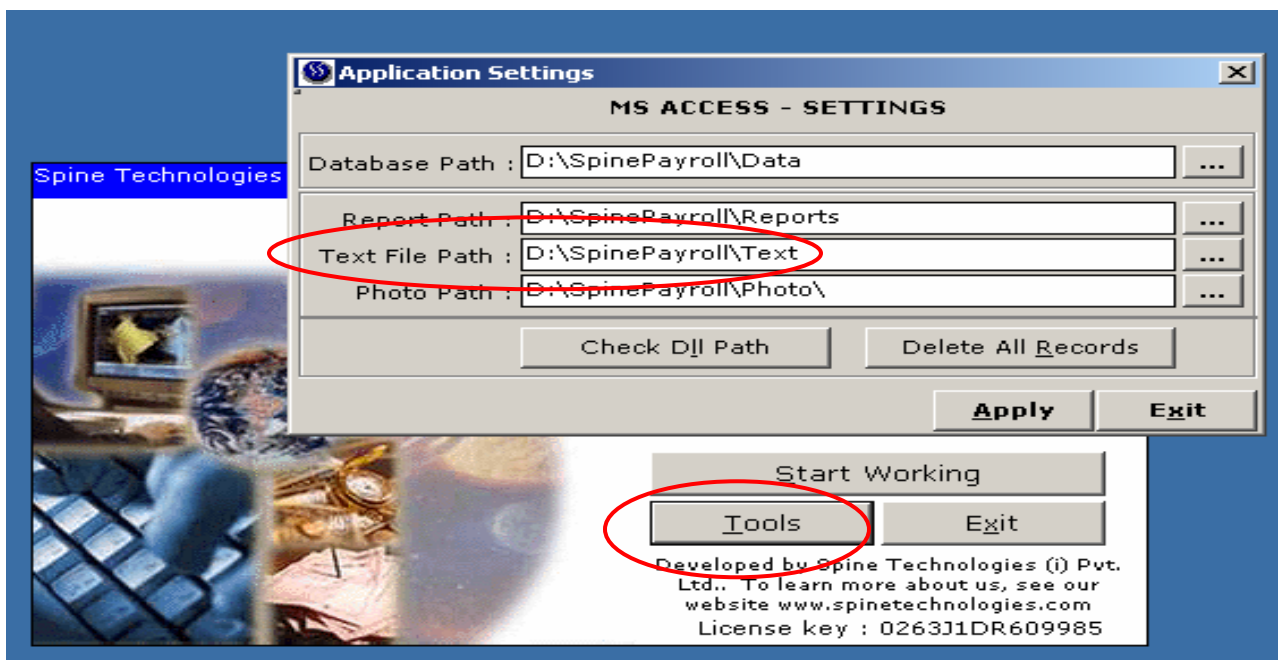 Application Settings
MS ACCESS - SETTINGS
Database Path : D:\SpinePayroll\Data ...
Report Path : D:\SpinePayroll\Reports ...
Text File Path : D:\SpinePayroll\Text ...
Photo Path : D:\SpinePayroll\Photo\ ...
Check Dll Path Delete All Records
Apply Exit
Spine Technologies
Start Working
Tools Exit
Developed by Spine Technologies (i) Pvt.
Ltd.. To learn more about us, see our
website www.spinetechnologies.com
License key : 0263J1DR609985